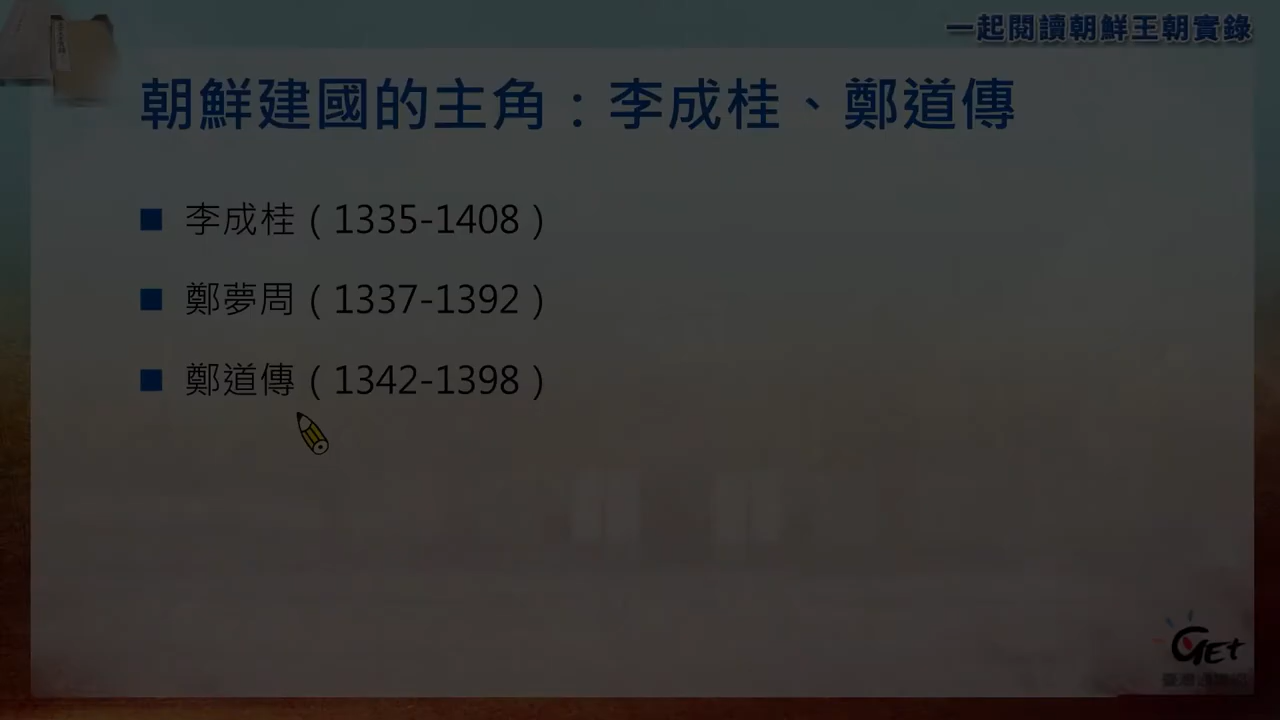 一起閱讀朝鮮王朝實錄
朝鮮建國的主角：李成桂、鄭道傳
李成桂（1335-1408）
鄭夢周（1337-1392）
鄭道傳（1342-1398）
GEt